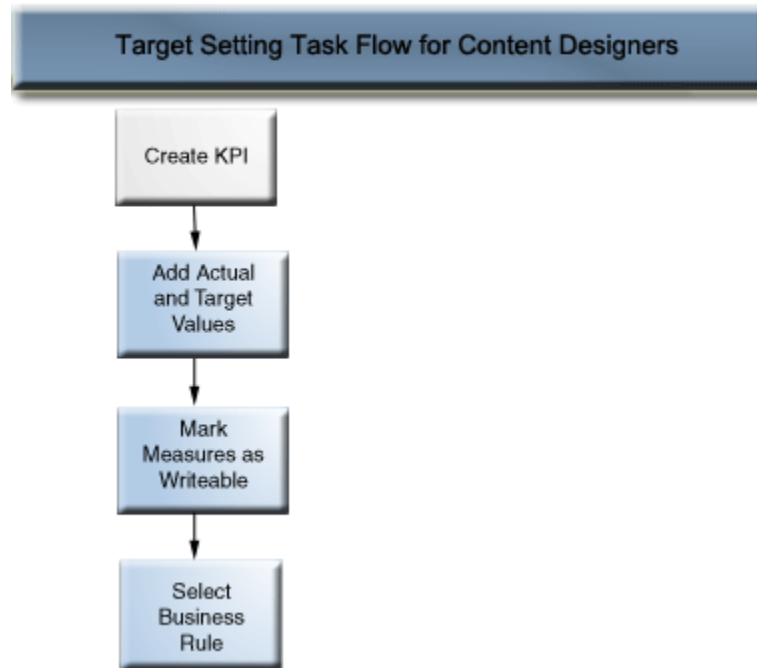 Target Setting Task Flow for Content Designers
Create KPI
Add Actual
and Target
Values
Mark
Measures as
Writeable
Select
Business
Rule